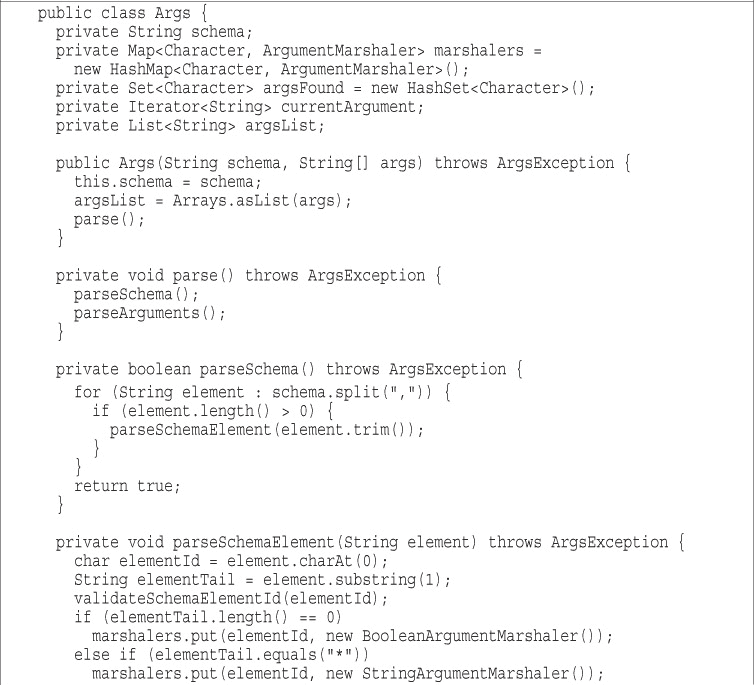 public class Args {
  private String schema;
  private Map<Character, ArgumentMarshaler> marshalers =
    new HashMap<Character, ArgumentMarshaler>();
  private Set<Character> argsFound = new HashSet<Character>();
  private Iterator<String> currentArgument;
  private List<String> argsList;

  public Args(String schema, String[] args) throws ArgsException {
    this.schema = schema;
    argsList = Arrays.asList(args);
    parse();
  }

  private void parse() throws ArgsException {
    parseSchema();
    parseArguments();
  }

  private boolean parseSchema() throws ArgsException {
    for (String element : schema.split(",")) {
      if (element.length() > 0) {
        parseSchemaElement(element.trim());
      }
    }
    return true;
  }

  private void parseSchemaElement(String element) throws ArgsException {
    char elementId = element.charAt(0);
    String elementTail = element.substring(1);
    validateSchemaElementId(elementId);
    if (elementTail.length() == 0)
      marshalers.put(elementId, new BooleanArgumentMarshaler());
    else if (elementTail.equals("*"))
      marshalers.put(elementId, new StringArgumentMarshaler());